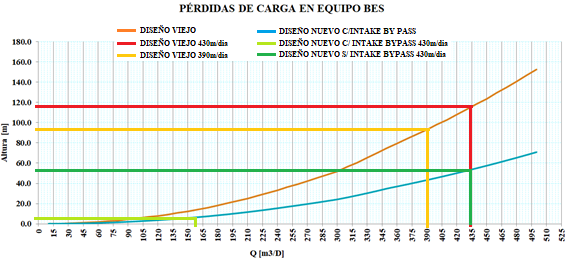 PÉRDIDAS DE CARGA EN EQUIPO BES
DISEÑO VIEJO DISEÑO NUEVO C/INTAKE BY PASS
DISEÑO VIEJO 430m/dia DISEÑO NUEVO C/ INTAKE BYPASS 430m/dia
DISEÑO VIEJO 390m/dia DISEÑO NUEVO S/ INTAKE BYPASS 430m/dia
180.0
160.0
140.0
120.0
100.0
80.0
60.0
40.0
20.0
0.0
Altura [m]
0 15 30 45 60 75 90 105 120 135 150 165 180 195 210 225 240 255 270 285 300 315 330 345 360 375 390 405 420 435 450 465 480 495 510 525
Q [m3/D]